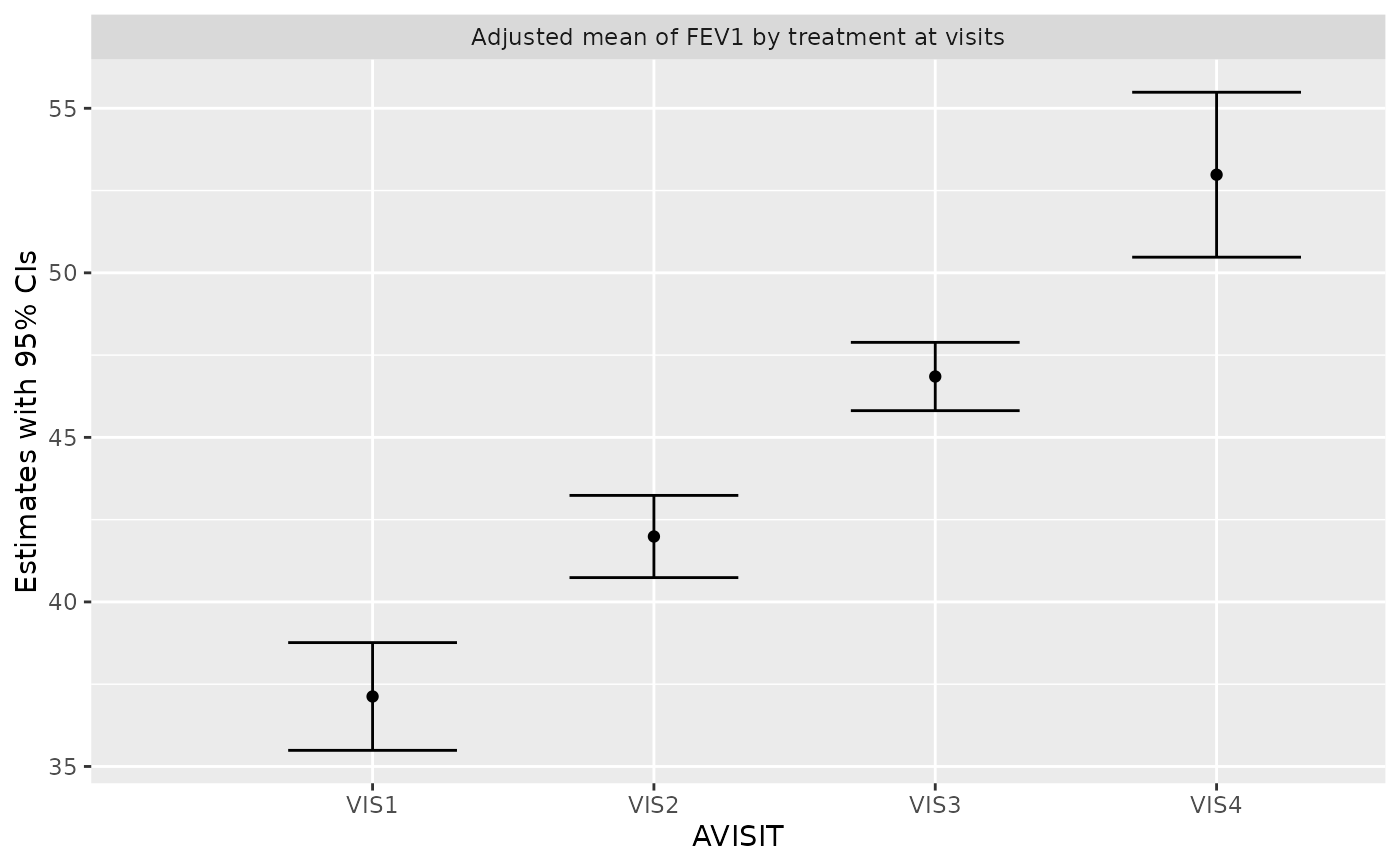 Adjusted mean of FEV1 by treatment at visits
Estimates with 95% CIs
55
50
45
40
35
VIS1 VIS2 VIS3 VIS4
AVISIT